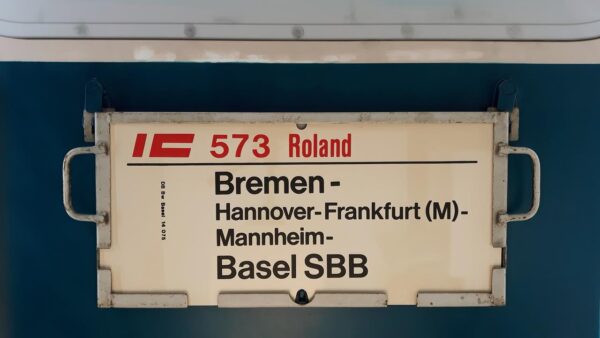 IC 573 Roland
Bremen -
Hannover-Frankfurt (M)-
Mannheim-
Basel SBB